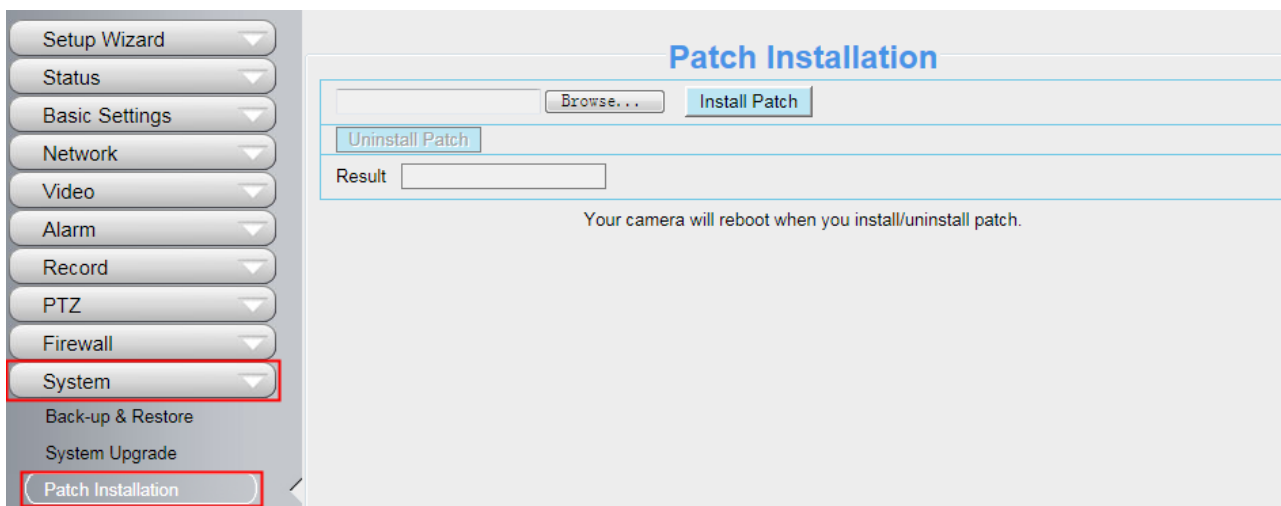 Setup Wizard
Status
Basic Settings
Network
Video
Alarm
Record
PTZ
Firewall
System
Back-up & Restore
System Upgrade
Patch Installation
Patch Installation
Browse... Install Patch
Uninstall Patch
Result
Your camera will reboot when you install/uninstall patch.